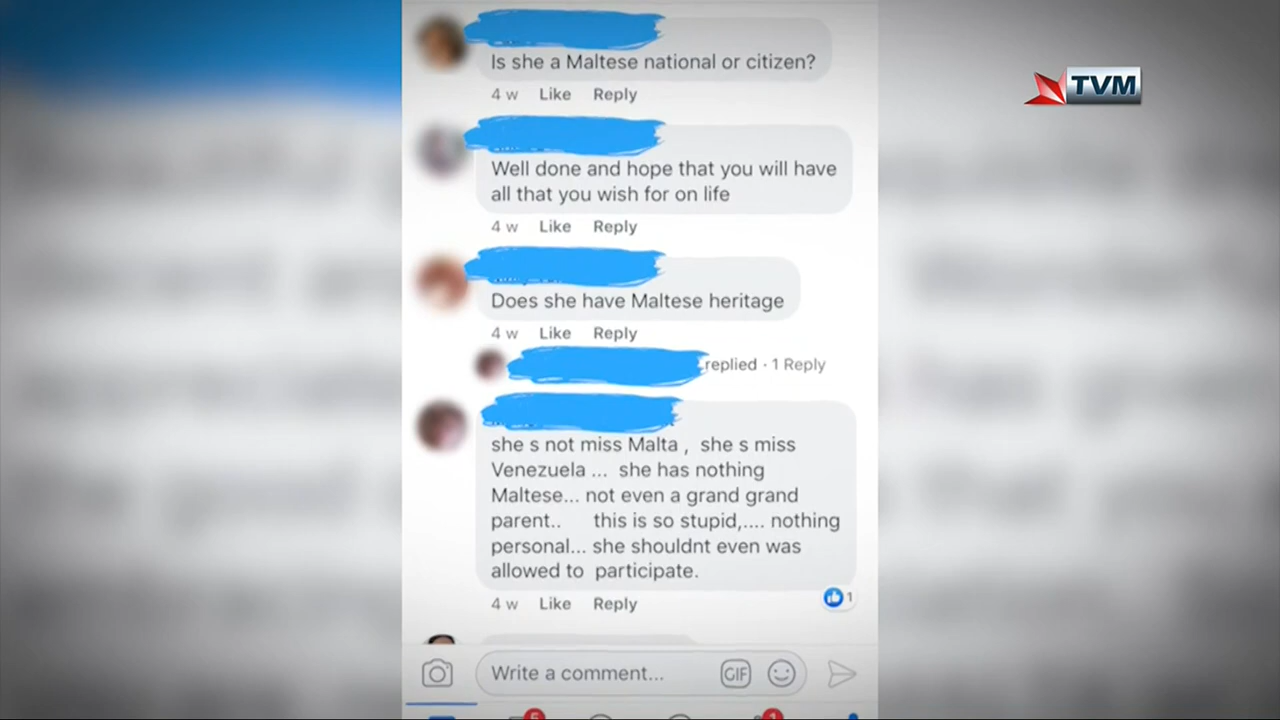 TVM
Is she a Maltese national or citizen?
4 w Like Reply
Well done and hope that you will have
all that you wish for on life
4 w Like Reply
Does she have Maltese heritage
4 w Like Reply
replied · 1 Reply
she s not miss Malta , she s miss
Venezuela ... she has nothing
Maltese... not even a grand grand
parent.. this is so stupid,.... nothing
personal... she shouldnt even was
allowed to participate.
1
4 w Like Reply
Write a comment...
GIF
5
1